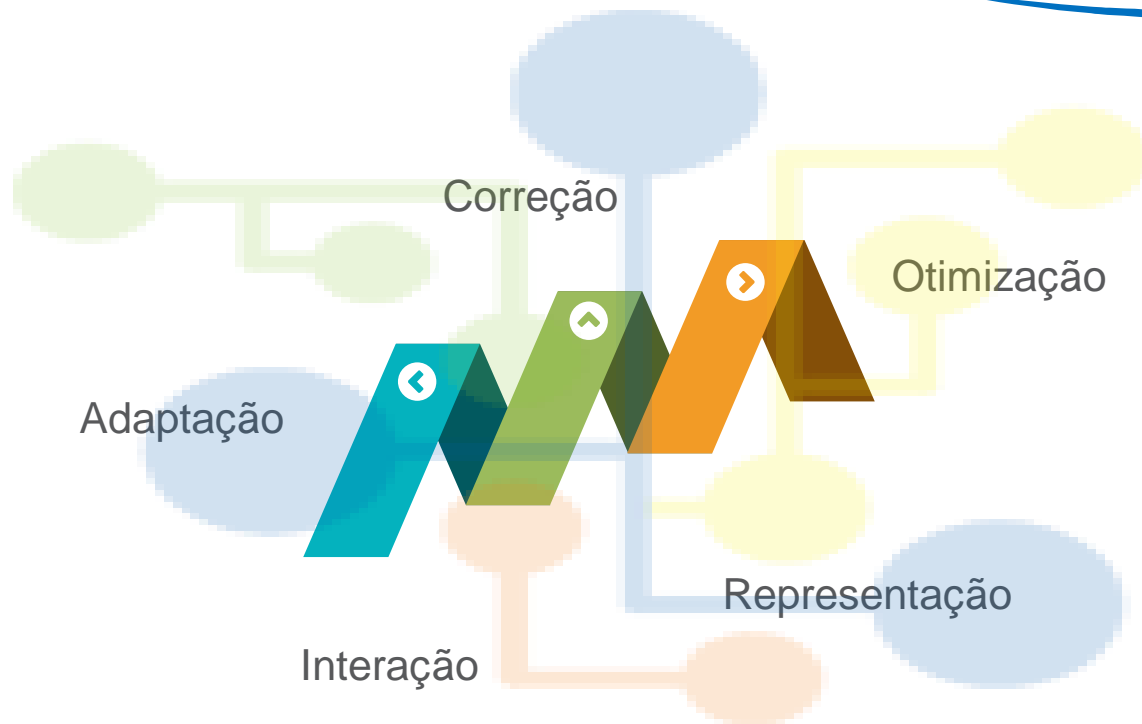 Correção
Otimização
Adaptação
Representação
Interação